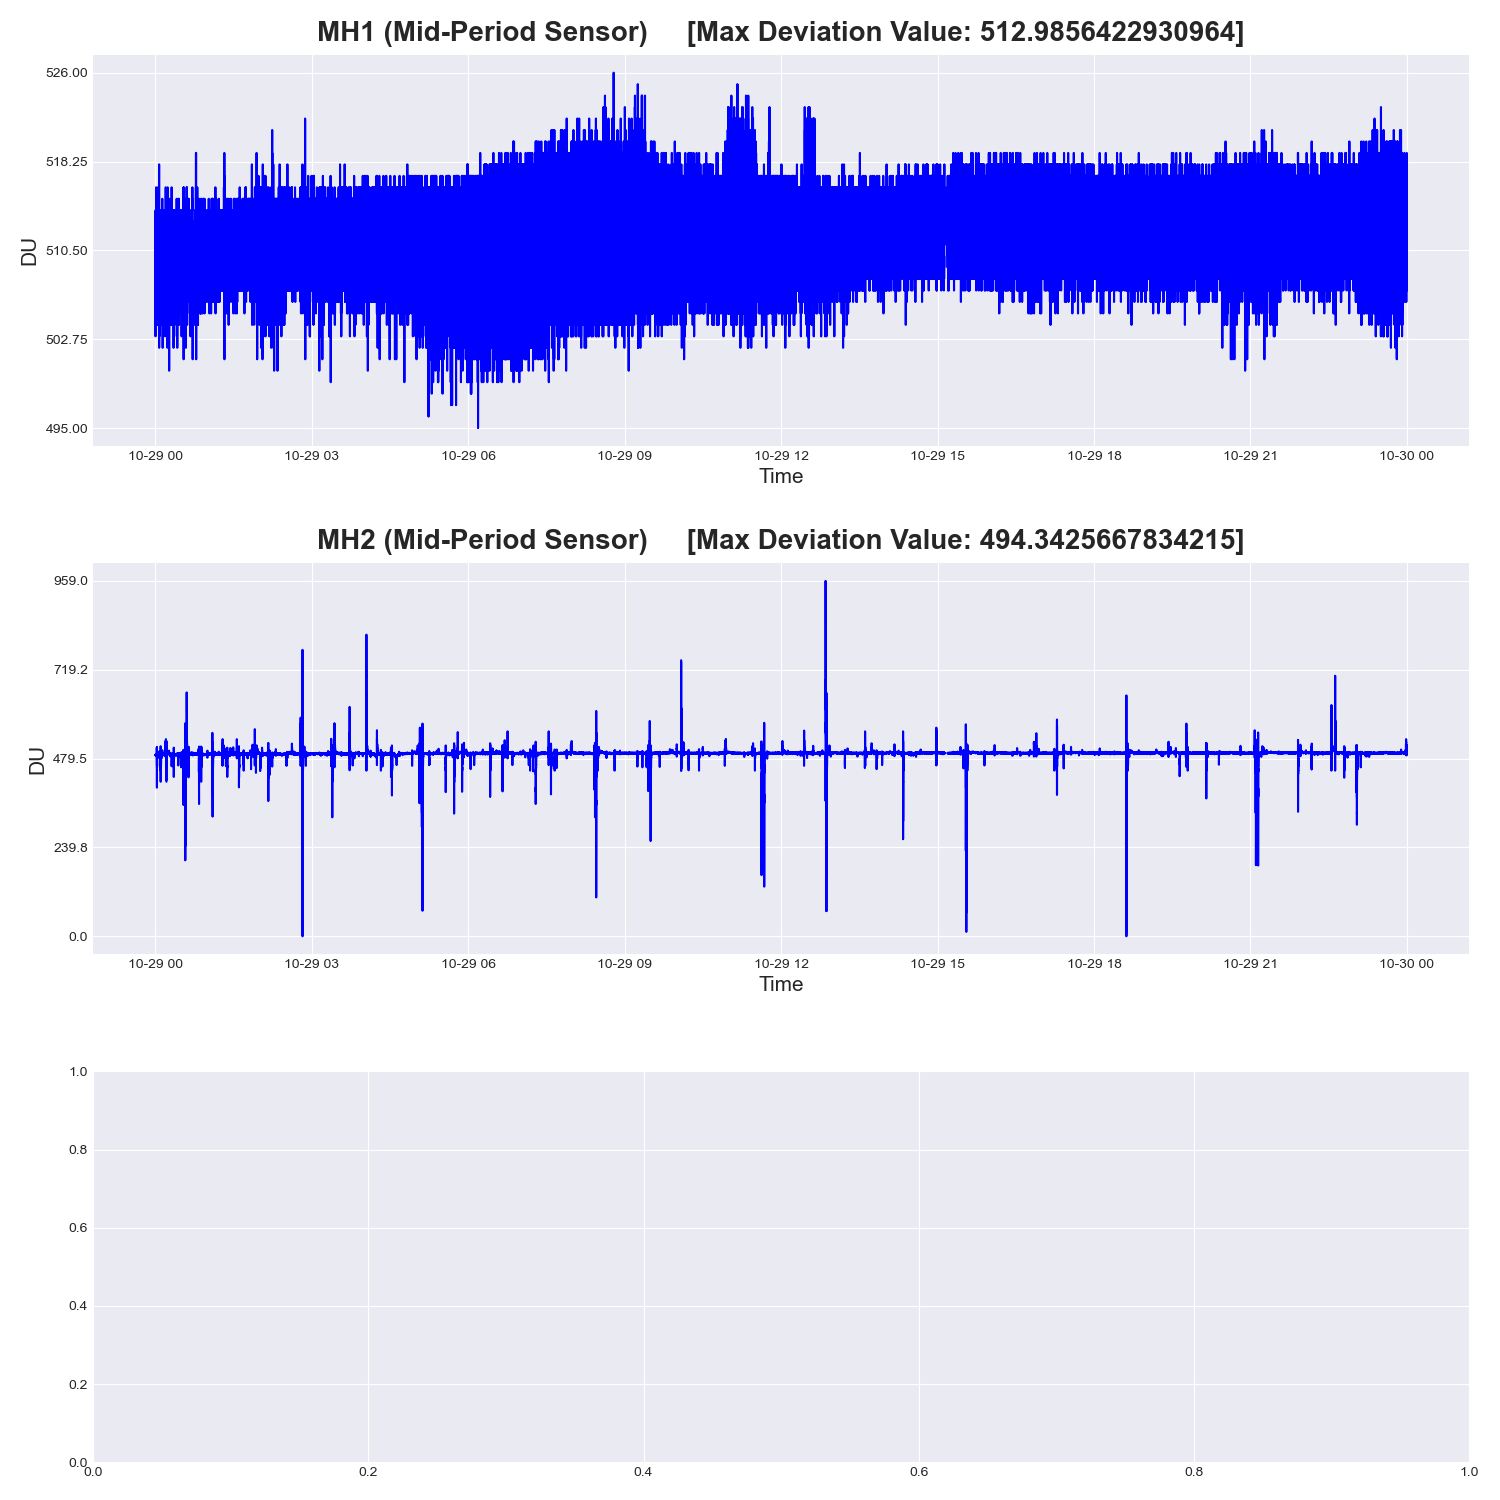 MH1 (Mid-Period Sensor) [Max Deviation Value: 512.9856422930964]
526.00
518.25
510.50
502.75
495.00
DU
10-29 00 10-29 03 10-29 06 10-29 09 10-29 12 10-29 15 10-29 18 10-29 21 10-30 00
Time
MH2 (Mid-Period Sensor) [Max Deviation Value: 494.3425667834215]
959.0
719.2
479.5
239.8
0.0
DU
10-29 00 10-29 03 10-29 06 10-29 09 10-29 12 10-29 15 10-29 18 10-29 21 10-30 00
Time
1.0
0.8
0.6
0.4
0.2
0.0
0.0 0.2 0.4 0.6 0.8 1.0